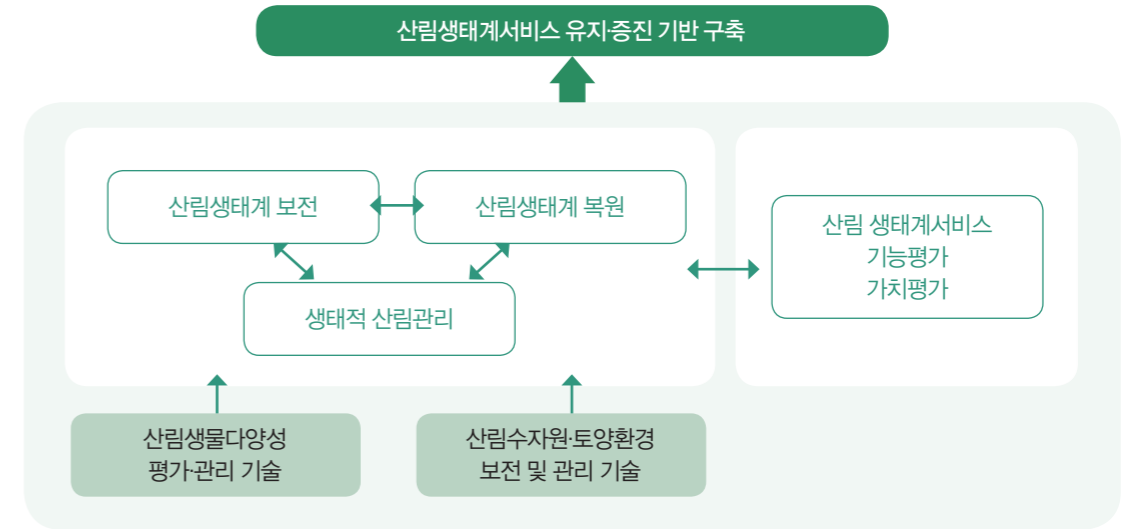 산림생태계서비스 유지·증진 기반 구축
산림생태계 보전
산림생태계 복원
생태적 산림관리
산림 생태계서비스
기능평가
가치평가
산림생물다양성
평가·관리 기술
산림수자원·토양환경
보전 및 관리 기술